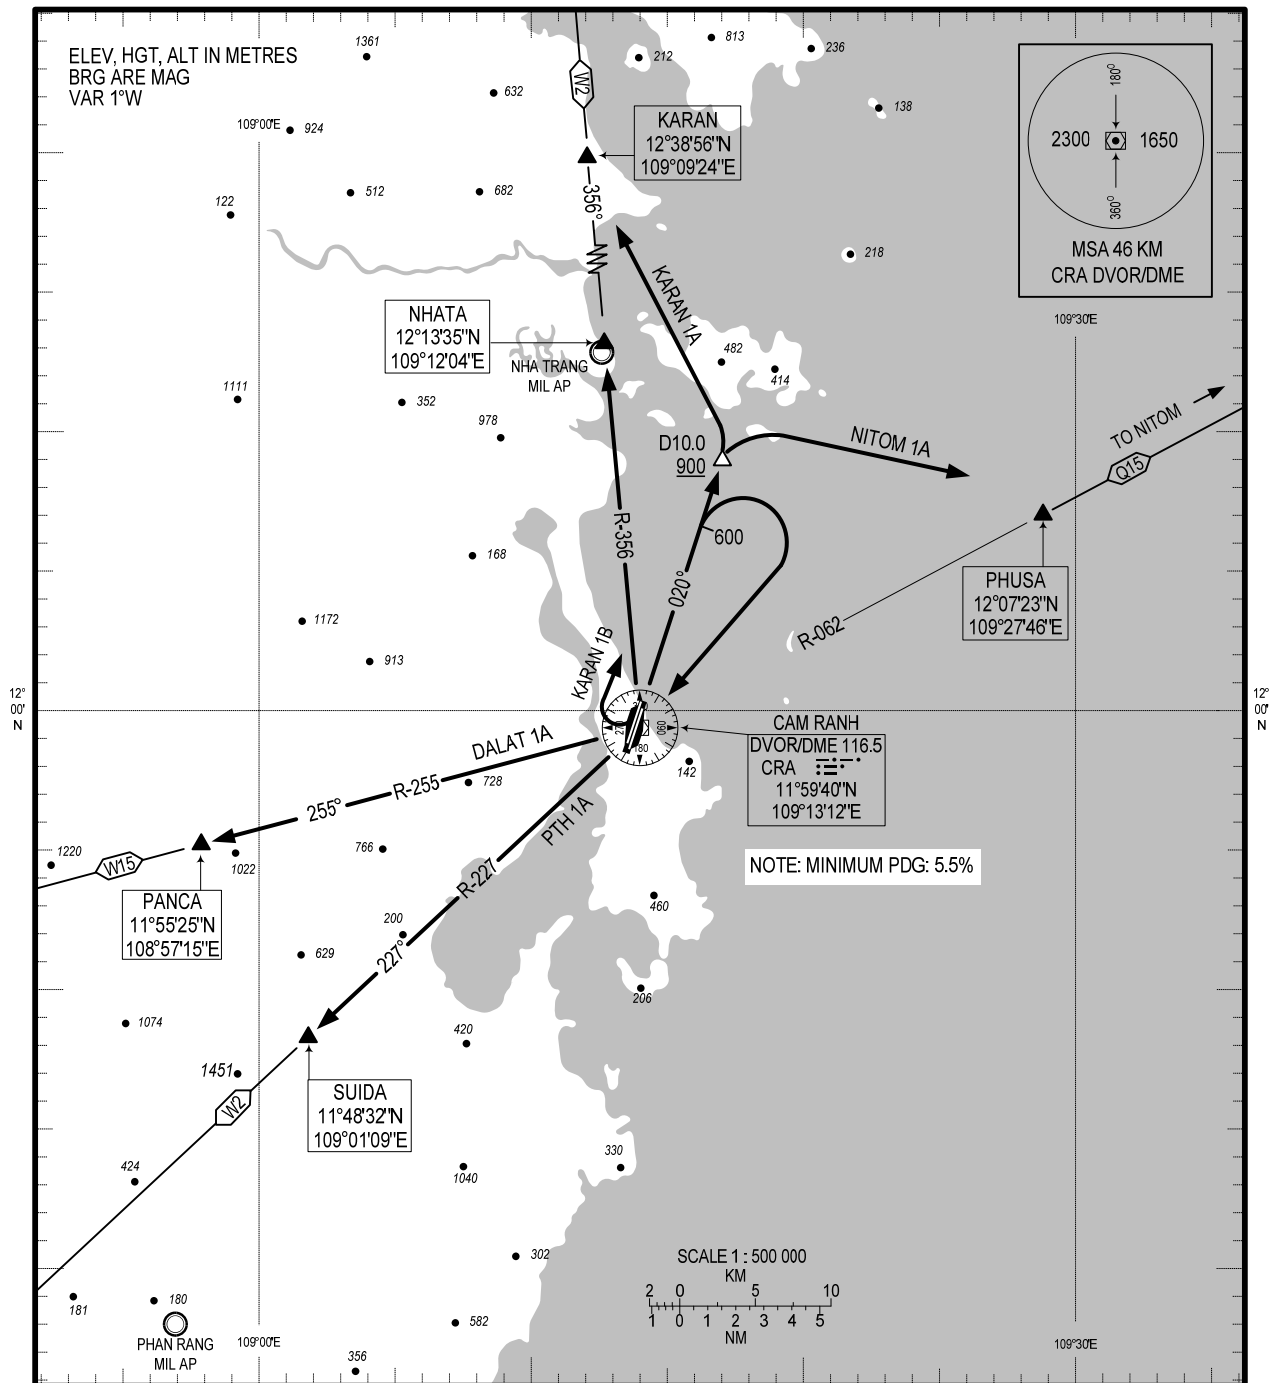 ELEV, HGT, ALT IN METRES
BRG ARE MAG
VAR 1°W
1361
632
813
212
236
138
109°00'E
924
W2
KARAN
12°38'56"N
109°09'24"E
180°
2300
1650
360°
MSA 46 KM
CRA DVOR/DME
512
682
122
356°
218
KARAN 1A
109°30'E
NHATA
12°13'35"N
109°12'04"E
NHA TRANG
MIL AP
482
414
1111
352
978
D10.0
900
NITOM 1A
TO NITOM
Q15
R-356
600
168
020°
PHUSA
12°07'23"N
109°27'46"E
R-062
1172
913
KARAN 1B
12°
00'
N
12°
00'
N
270
060
180
CAM RANH
DVOR/DME 116.5
CRA
11°59'40"N
109°13'12"E
DALAT 1A
R-255
255°
728
142
PTH 1A
766
1220
W15
1022
R-227
NOTE: MINIMUM PDG: 5.5%
PANCA
11°55'25"N
108°57'15"E
460
200
227°
629
206
1074
420
1451
W2
SUIDA
11°48'32"N
109°01'09"E
330
424
1040
302
SCALE 1 : 500 000
KM
2 0 5 10
1 0 1 2 3 4 5
NM
181
180
582
PHAN RANG
MIL AP
109°00'E
109°30'E
356